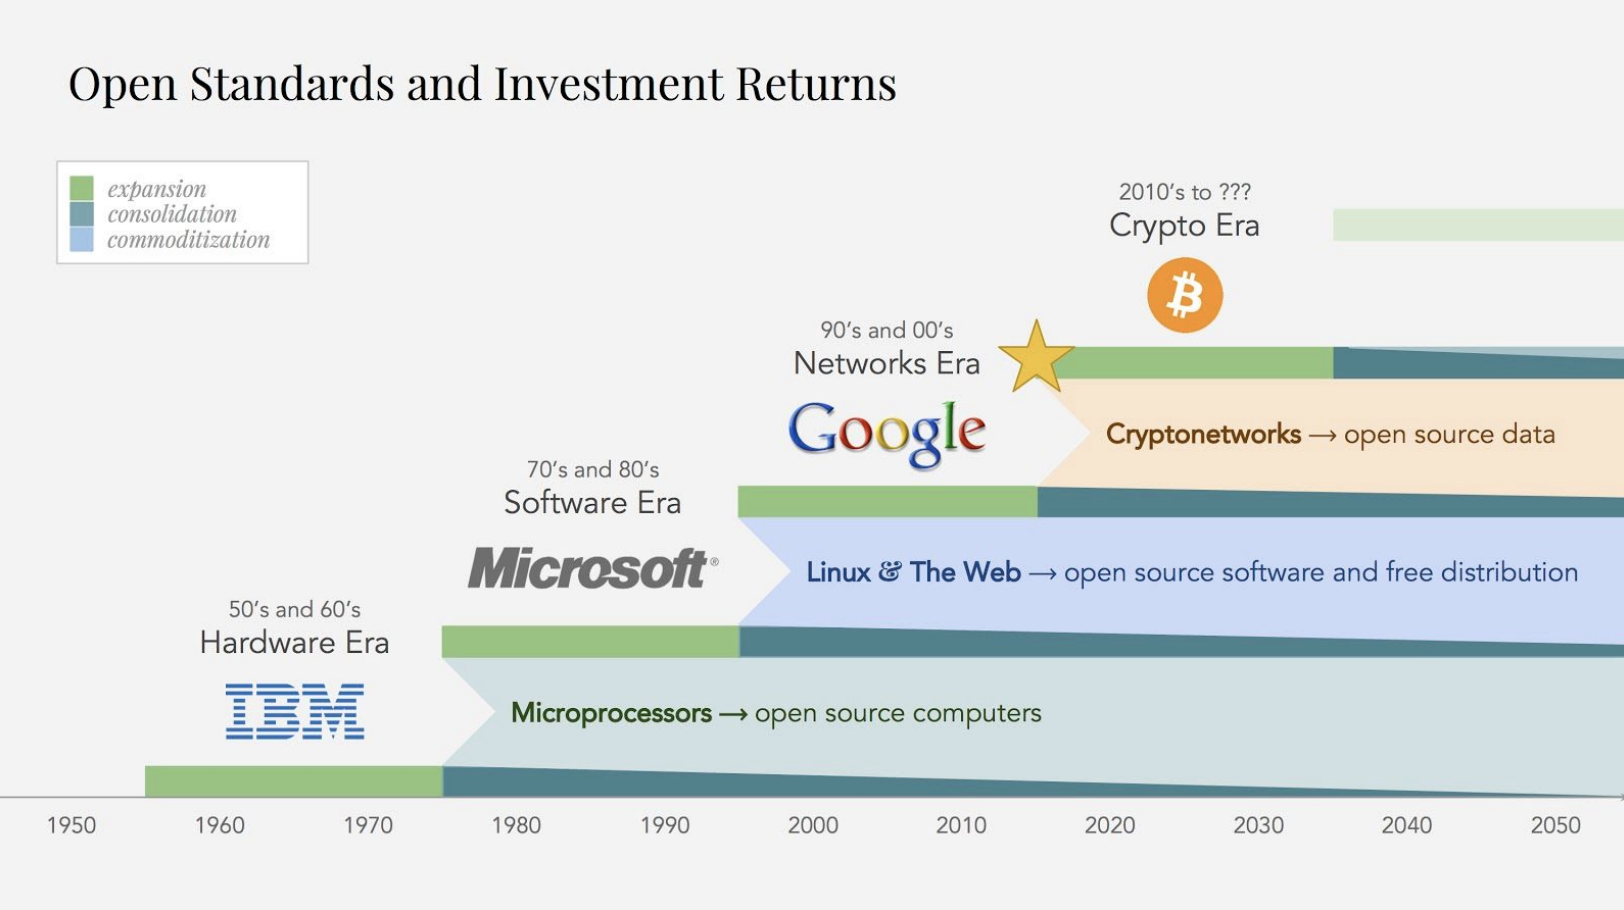 Open Standards and Investment Returns
expansion
consolidation
commoditization
2010's to ???
Crypto Era
90's and 00's
Networks Era
Google
Cryptonetworks → open source data
70's and 80's
Software Era
Microsoft®
Linux & The Web → open source software and free distribution
50's and 60's
Hardware Era
IBM
Microprocessors → open source computers
1950 1960 1970 1980 1990 2000 2010 2020 2030 2040 2050